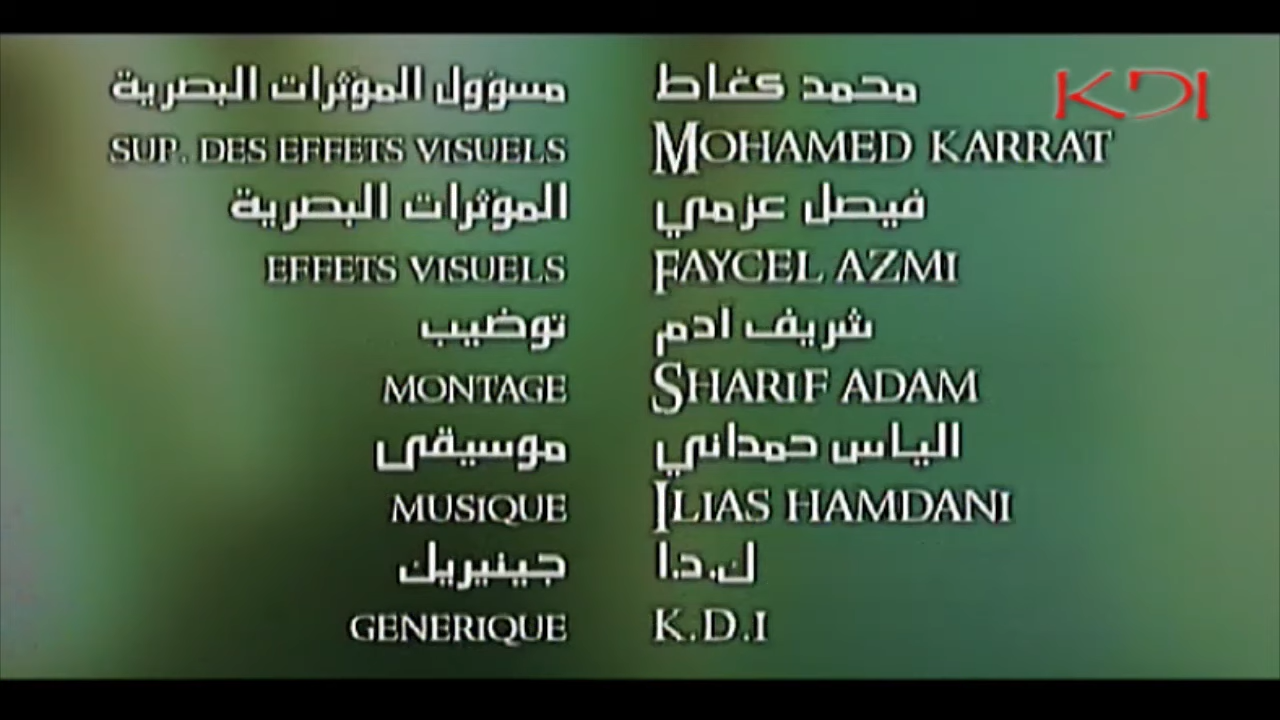 مسؤول المؤثرات البصرية محمد كغاط
SUP. DES EFFETS VISUELS MOHAMED KARRAT
المؤثرات البصرية فيصل عزمي
EFFETS VISUELS FAYCEL AZMI
توضيب شريف ادم
MONTAGE SHARIF ADAM
موسيقى الياس حمداني
MUSIQUE ILIAS HAMDANI
جينيريك ك.د.ا
GENERIQUE K.D.I
KDI